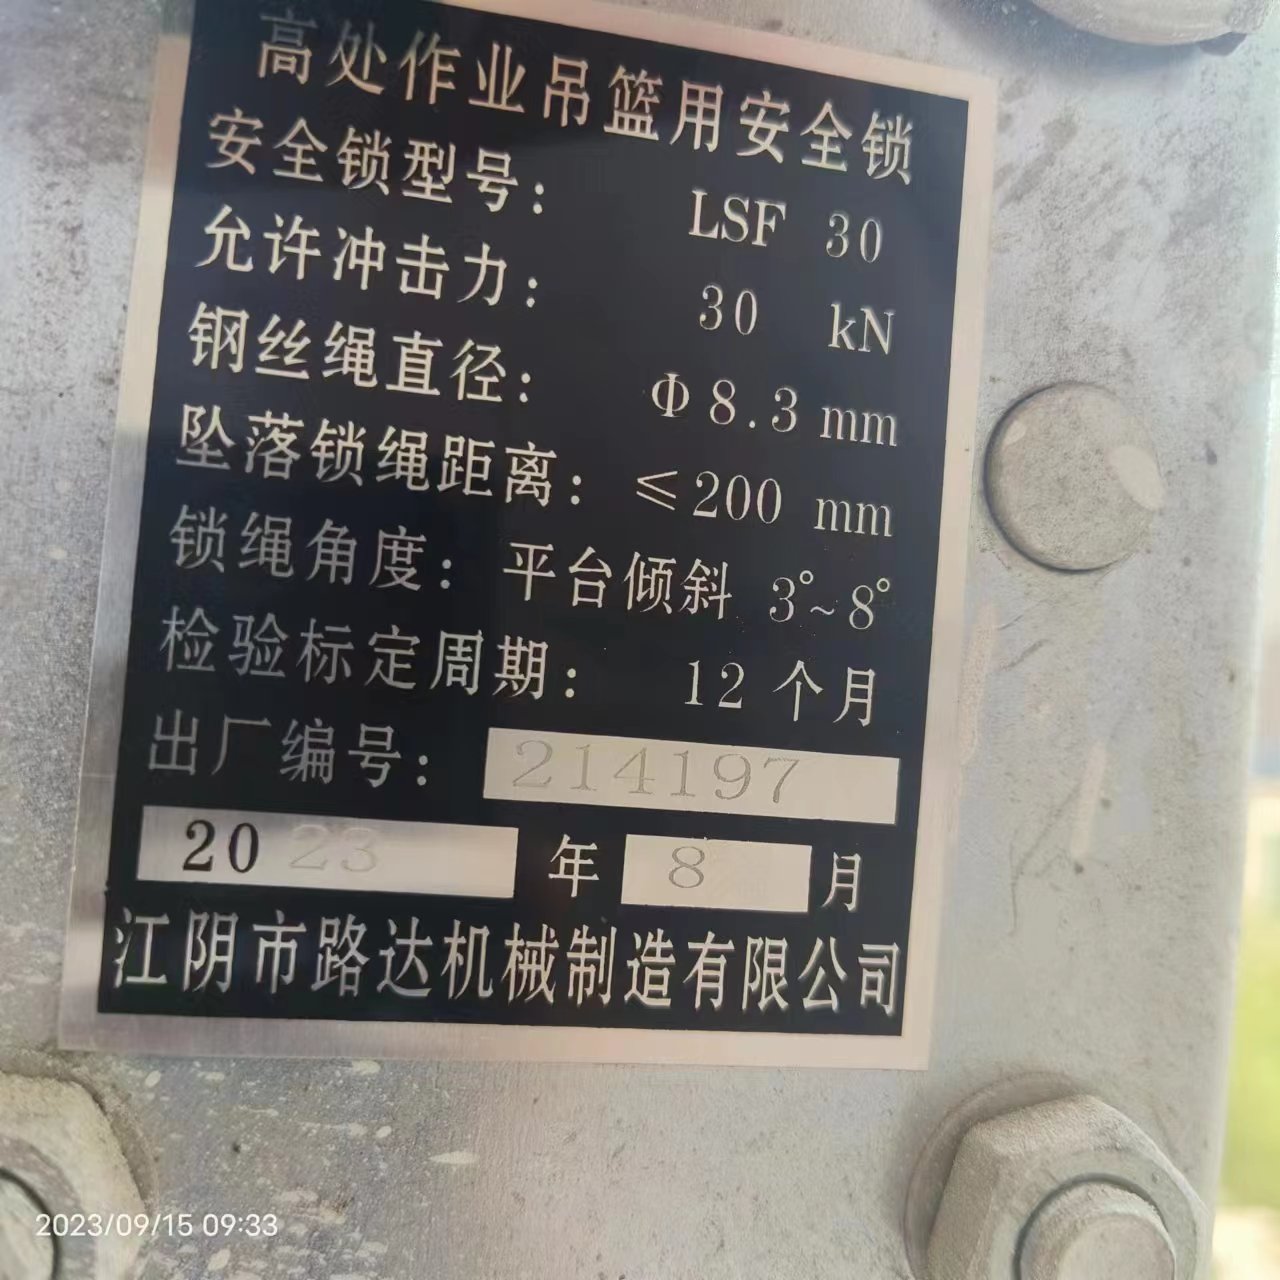 高处作业吊篮用安全锁
安全锁型号: LSF 30
允许冲击力: 30 kN
钢丝绳直径: Φ8.3 mm
坠落锁绳距离: ≤200 mm
锁绳角度: 平台倾斜 3°~8°
检验标定周期: 12 个月
出厂编号: 214197
2023 年 8 月
江阴市路达机械制造有限公司
2023/09/15 09:33